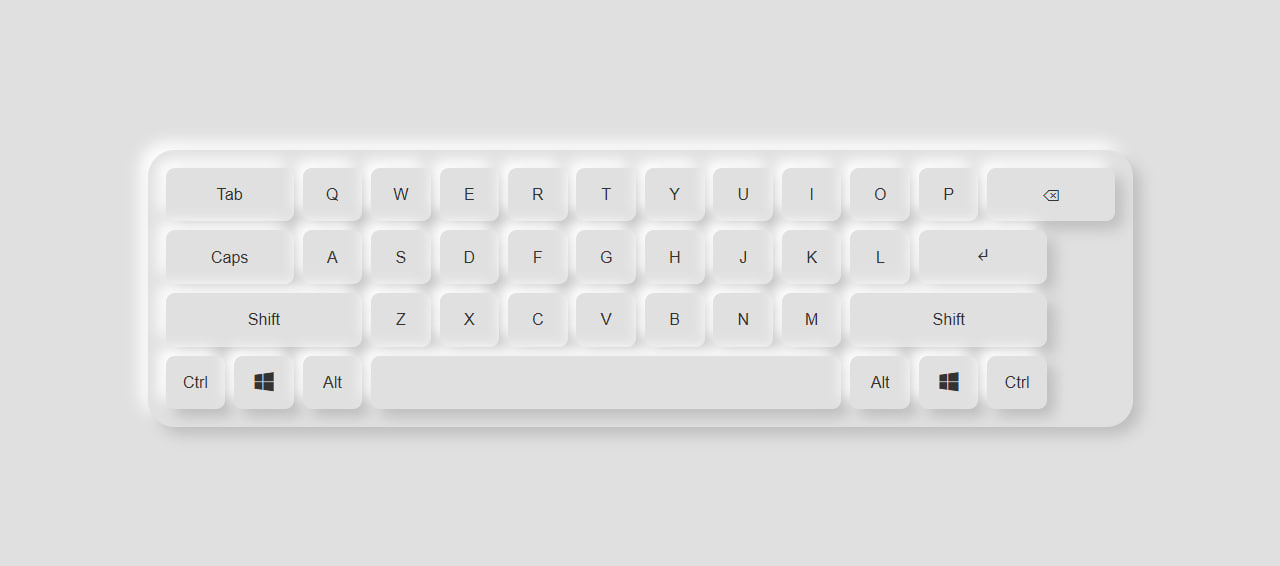 Tab Q W E R T Y U I O P ⌫
Caps A S D F G H J K L ↵
Shift Z X C V B N M Shift
Ctrl Alt Alt Ctrl